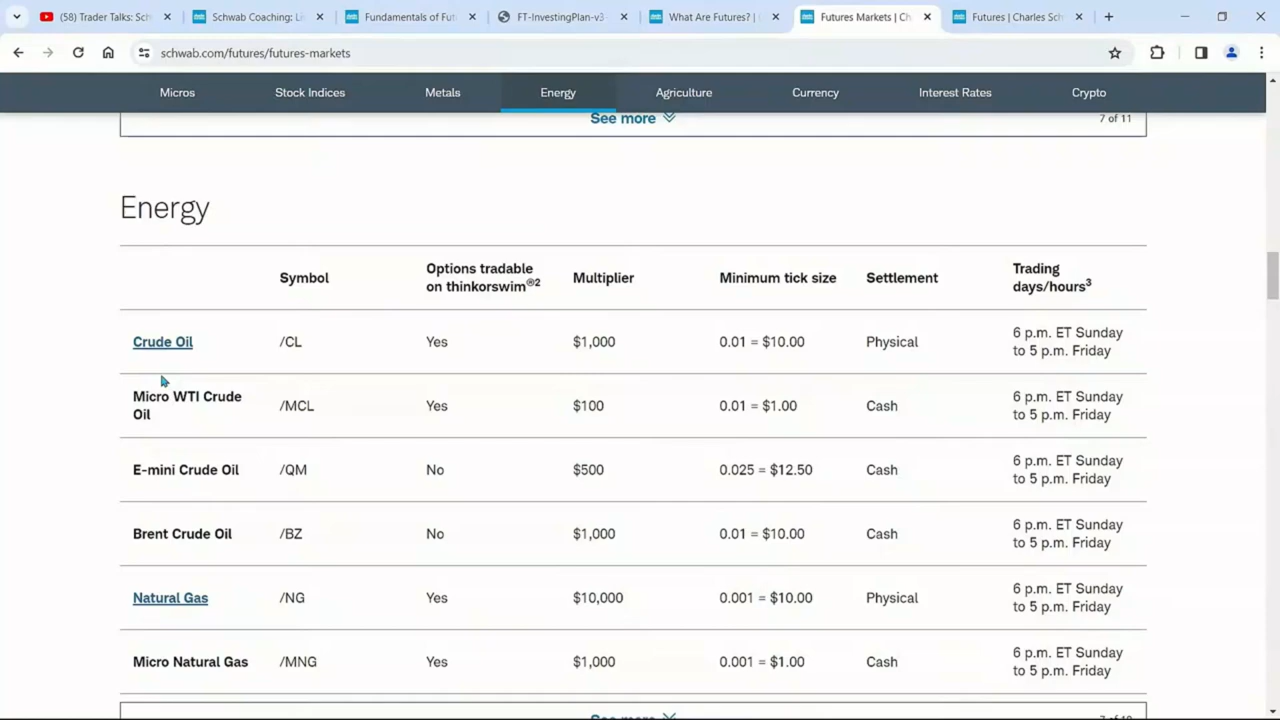 (58) Trader Talks: Sch
Schwab Coaching: Li
Fundamentals of Futu
FT-InvestingPlan-v3-
What Are Futures? | C
Futures Markets | Ch
Futures | Charles Sch
schwab.com/futures/futures-markets
Micros
Stock Indices
Metals
Energy
Agriculture
Currency
Interest Rates
Crypto
See more
7 of 11
Energy
Symbol
Options tradable
on thinkorswim®2
Multiplier
Minimum tick size
Settlement
Trading
days/hours3
Crude Oil
/CL
Yes
$1,000
0.01 = $10.00
Physical
6 p.m. ET Sunday
to 5 p.m. Friday
Micro WTI Crude
Oil
/MCL
Yes
$100
0.01 = $1.00
Cash
6 p.m. ET Sunday
to 5 p.m. Friday
E-mini Crude Oil
/QM
No
$500
0.025 = $12.50
Cash
6 p.m. ET Sunday
to 5 p.m. Friday
Brent Crude Oil
/BZ
No
$1,000
0.01 = $10.00
Cash
6 p.m. ET Sunday
to 5 p.m. Friday
Natural Gas
/NG
Yes
$10,000
0.001 = $10.00
Physical
6 p.m. ET Sunday
to 5 p.m. Friday
Micro Natural Gas
/MNG
Yes
$1,000
0.001 = $1.00
Cash
6 p.m. ET Sunday
to 5 p.m. Friday
See more